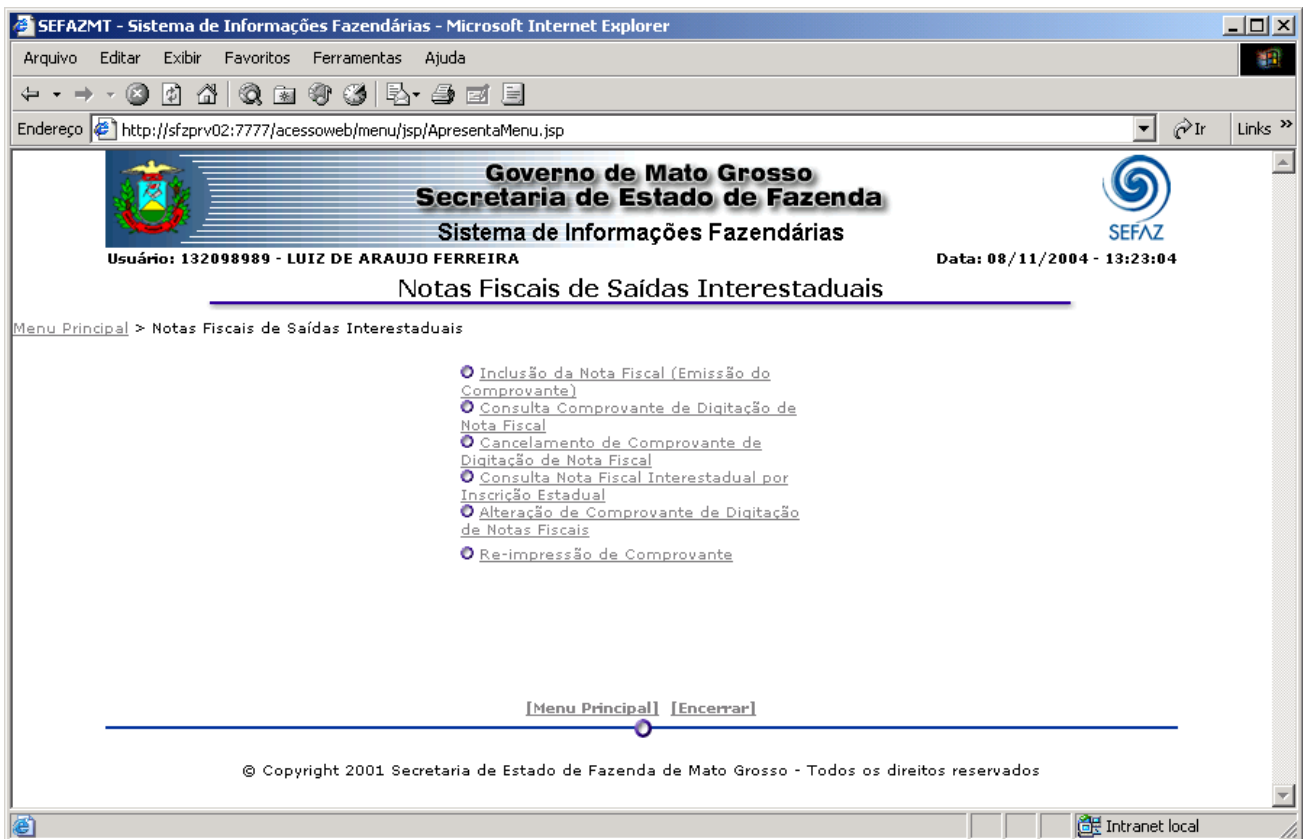 SEFAZMT - Sistema de Informações Fazendárias - Microsoft Internet Explorer
Arquivo Editar Exibir Favoritos Ferramentas Ajuda
Endereço http://sfzprv02:7777/acessoweb/menu/jsp/ApresentaMenu.jsp Ir Links »
Governo de Mato Grosso
Secretaria de Estado de Fazenda
Sistema de Informações Fazendárias
SEFAZ
Usuário: 132098989 - LUIZ DE ARAUJO FERREIRA Data: 08/11/2004 - 13:23:04
Notas Fiscais de Saídas Interestaduais
Menu Principal > Notas Fiscais de Saídas Interestaduais
Inclusão da Nota Fiscal (Emissão do
Comprovante)
Consulta Comprovante de Digitação de
Nota Fiscal
Cancelamento de Comprovante de
Digitação de Nota Fiscal
Consulta Nota Fiscal Interestadual por
Inscrição Estadual
Alteração de Comprovante de Digitação
de Notas Fiscais
Re-impressão de Comprovante
[Menu Principal] [Encerrar]
© Copyright 2001 Secretaria de Estado de Fazenda de Mato Grosso - Todos os direitos reservados
Intranet local